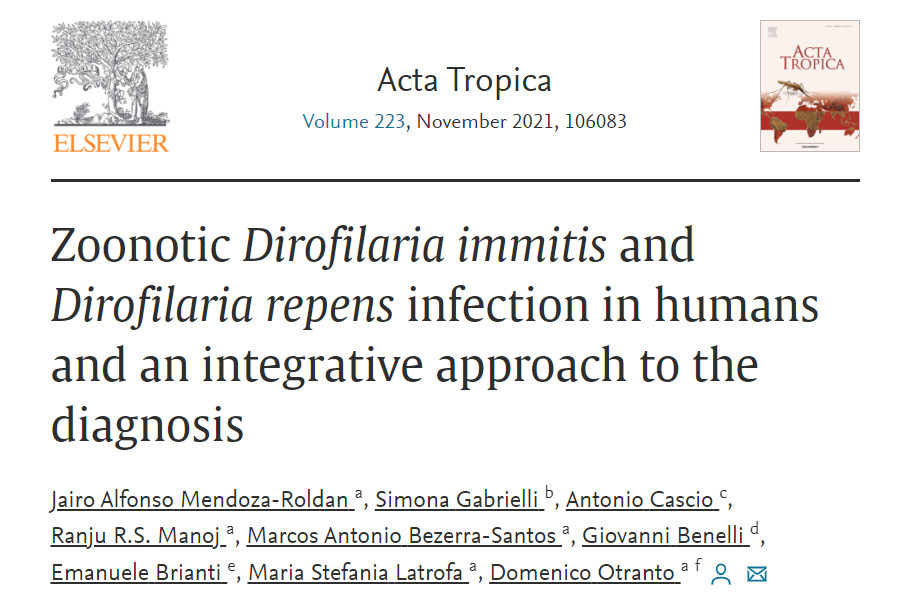 ELSEVIER
Acta Tropica
Volume 223, November 2021, 106083
ACTA
TROPICA
Zoonotic Dirofilaria immitis and
Dirofilaria repens infection in humans
and an integrative approach to the
diagnosis
Jairo Alfonso Mendoza-Roldan a, Simona Gabrielli b, Antonio Cascio c,
Ranju R.S. Manoj a, Marcos Antonio Bezerra-Santos a, Giovanni Benelli d,
Emanuele Brianti e, Maria Stefania Latrofa a, Domenico Otranto a f